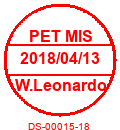 PET MIS
2018/04/13
W.Leonardo
DS-00015-18